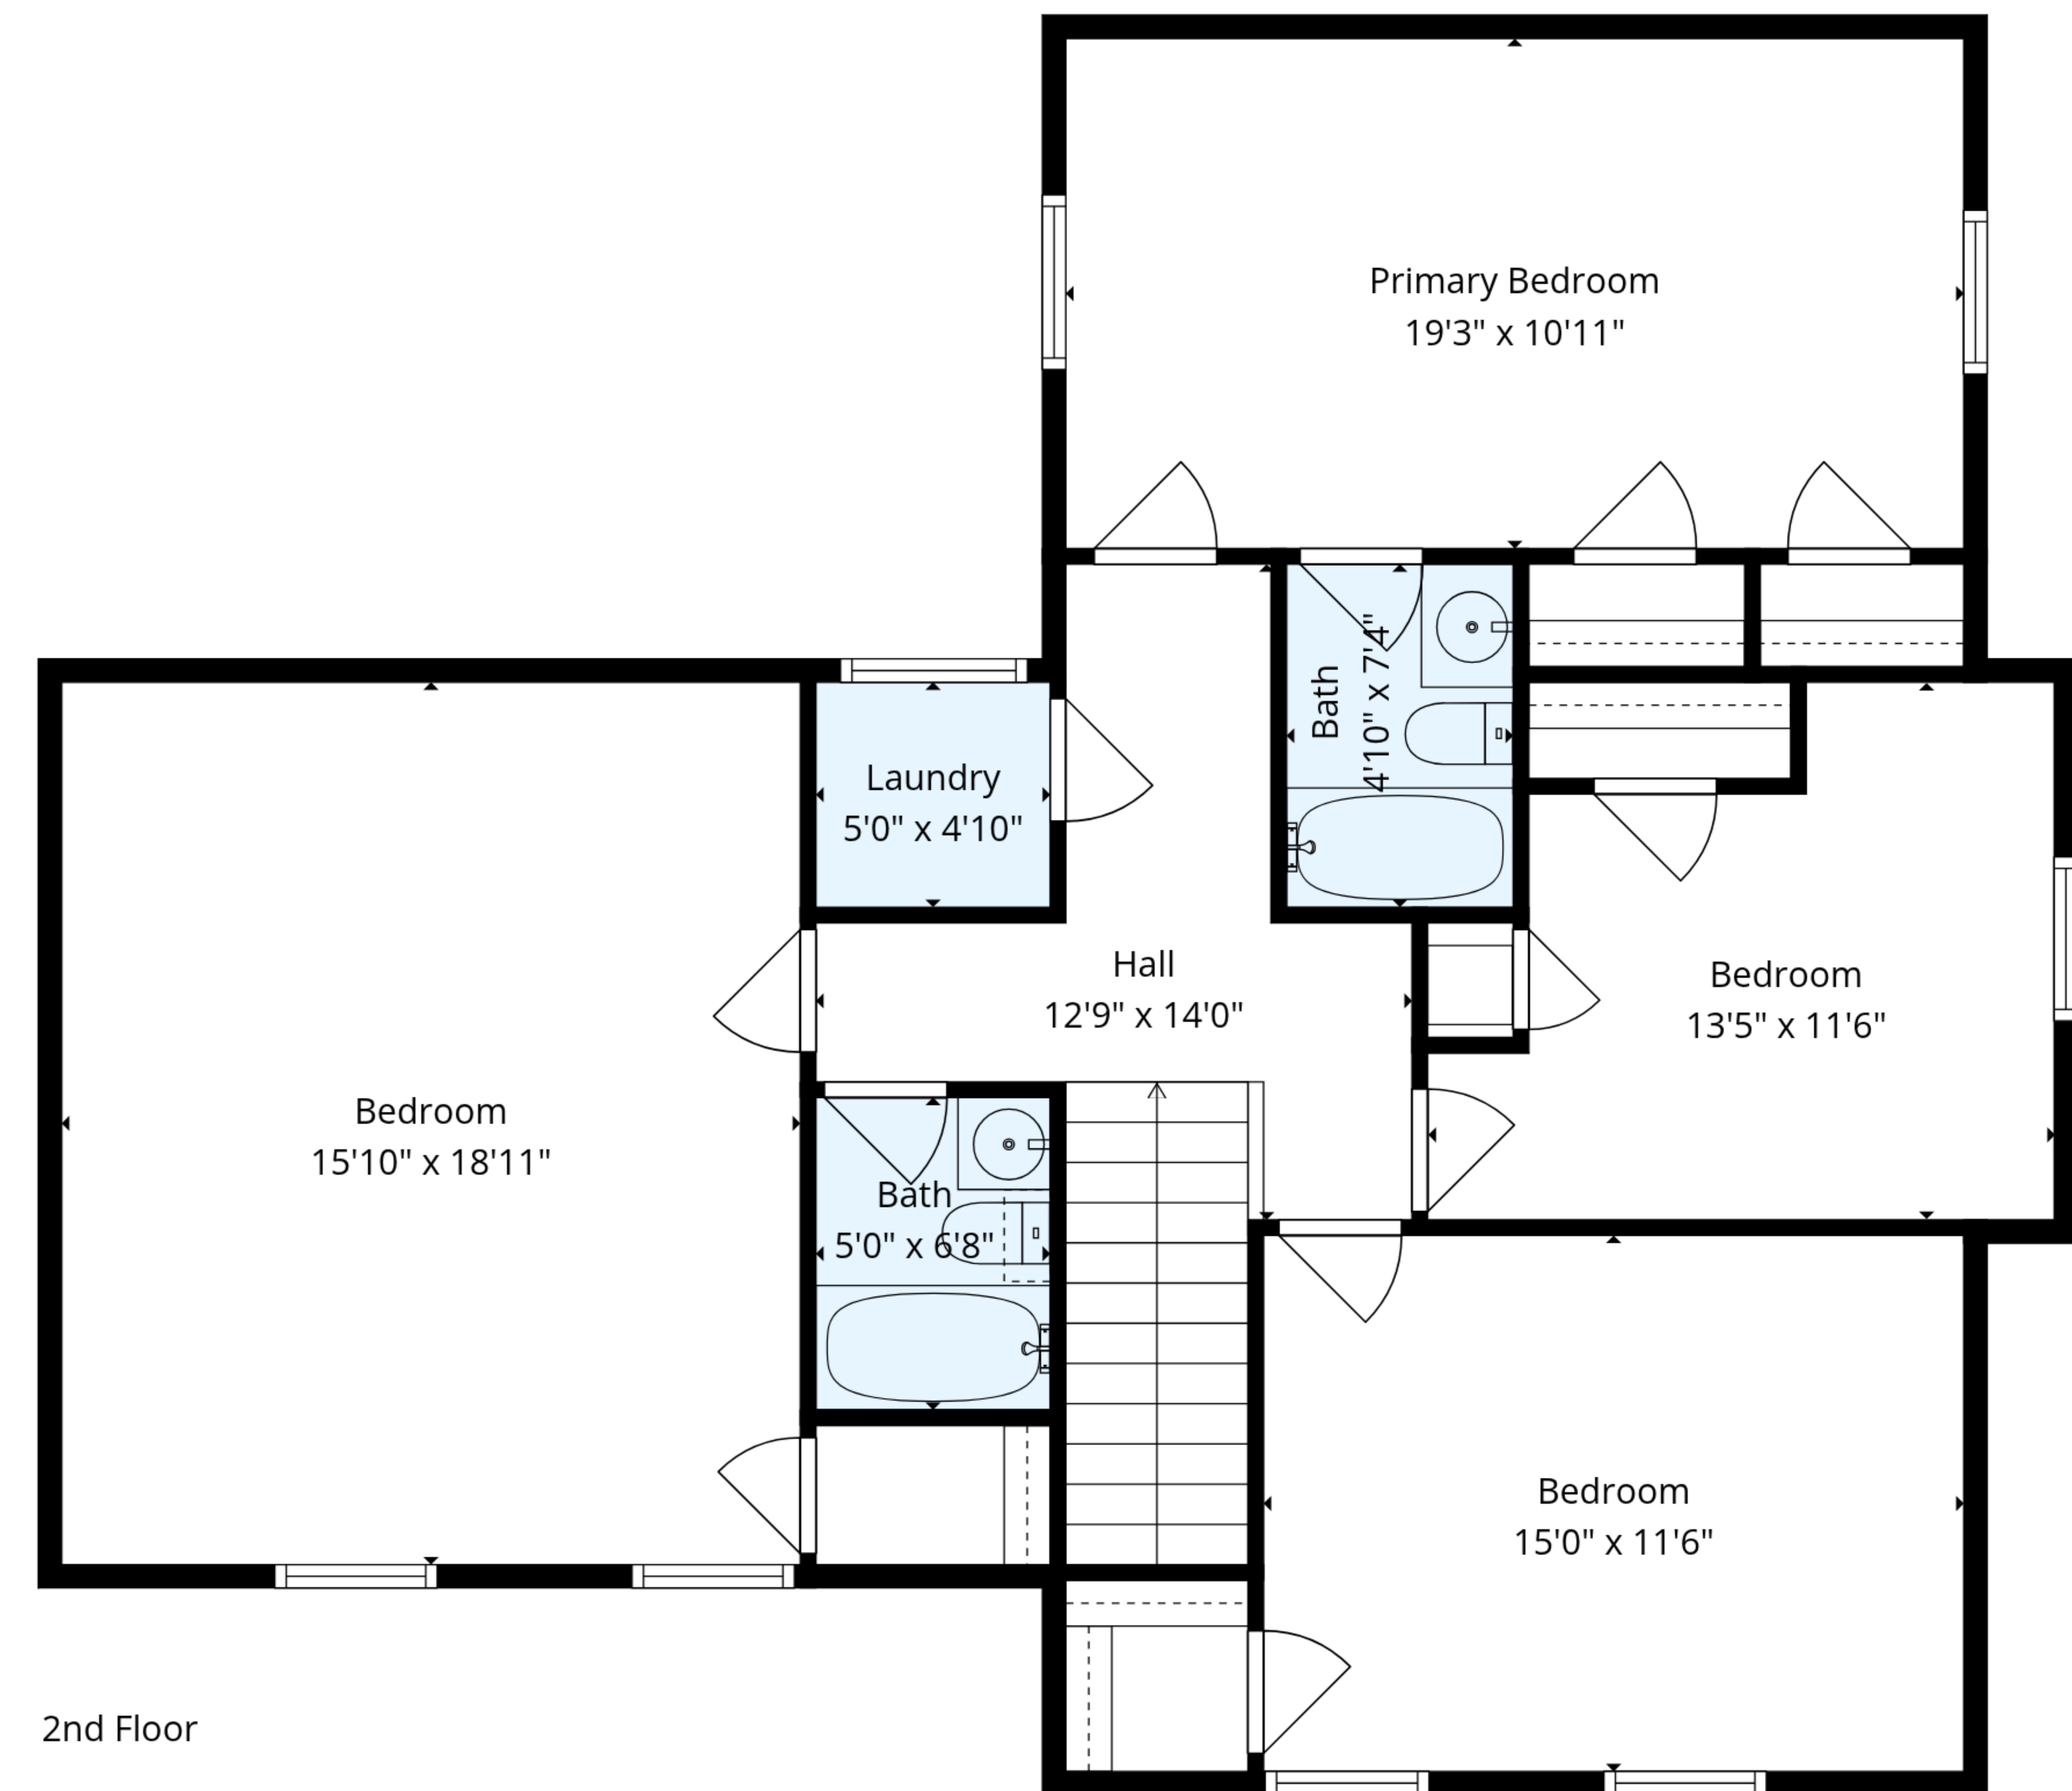 Primary Bedroom
19'3" x 10'11"
Bath
4'10" x 7'4"
Laundry
5'0" x 4'10"
Hall
12'9" x 14'0"
Bedroom
13'5" x 11'6"
Bedroom
15'10" x 18'11"
Bath
5'0" x 6'8"
Bedroom
15'0" x 11'6"
2nd Floor